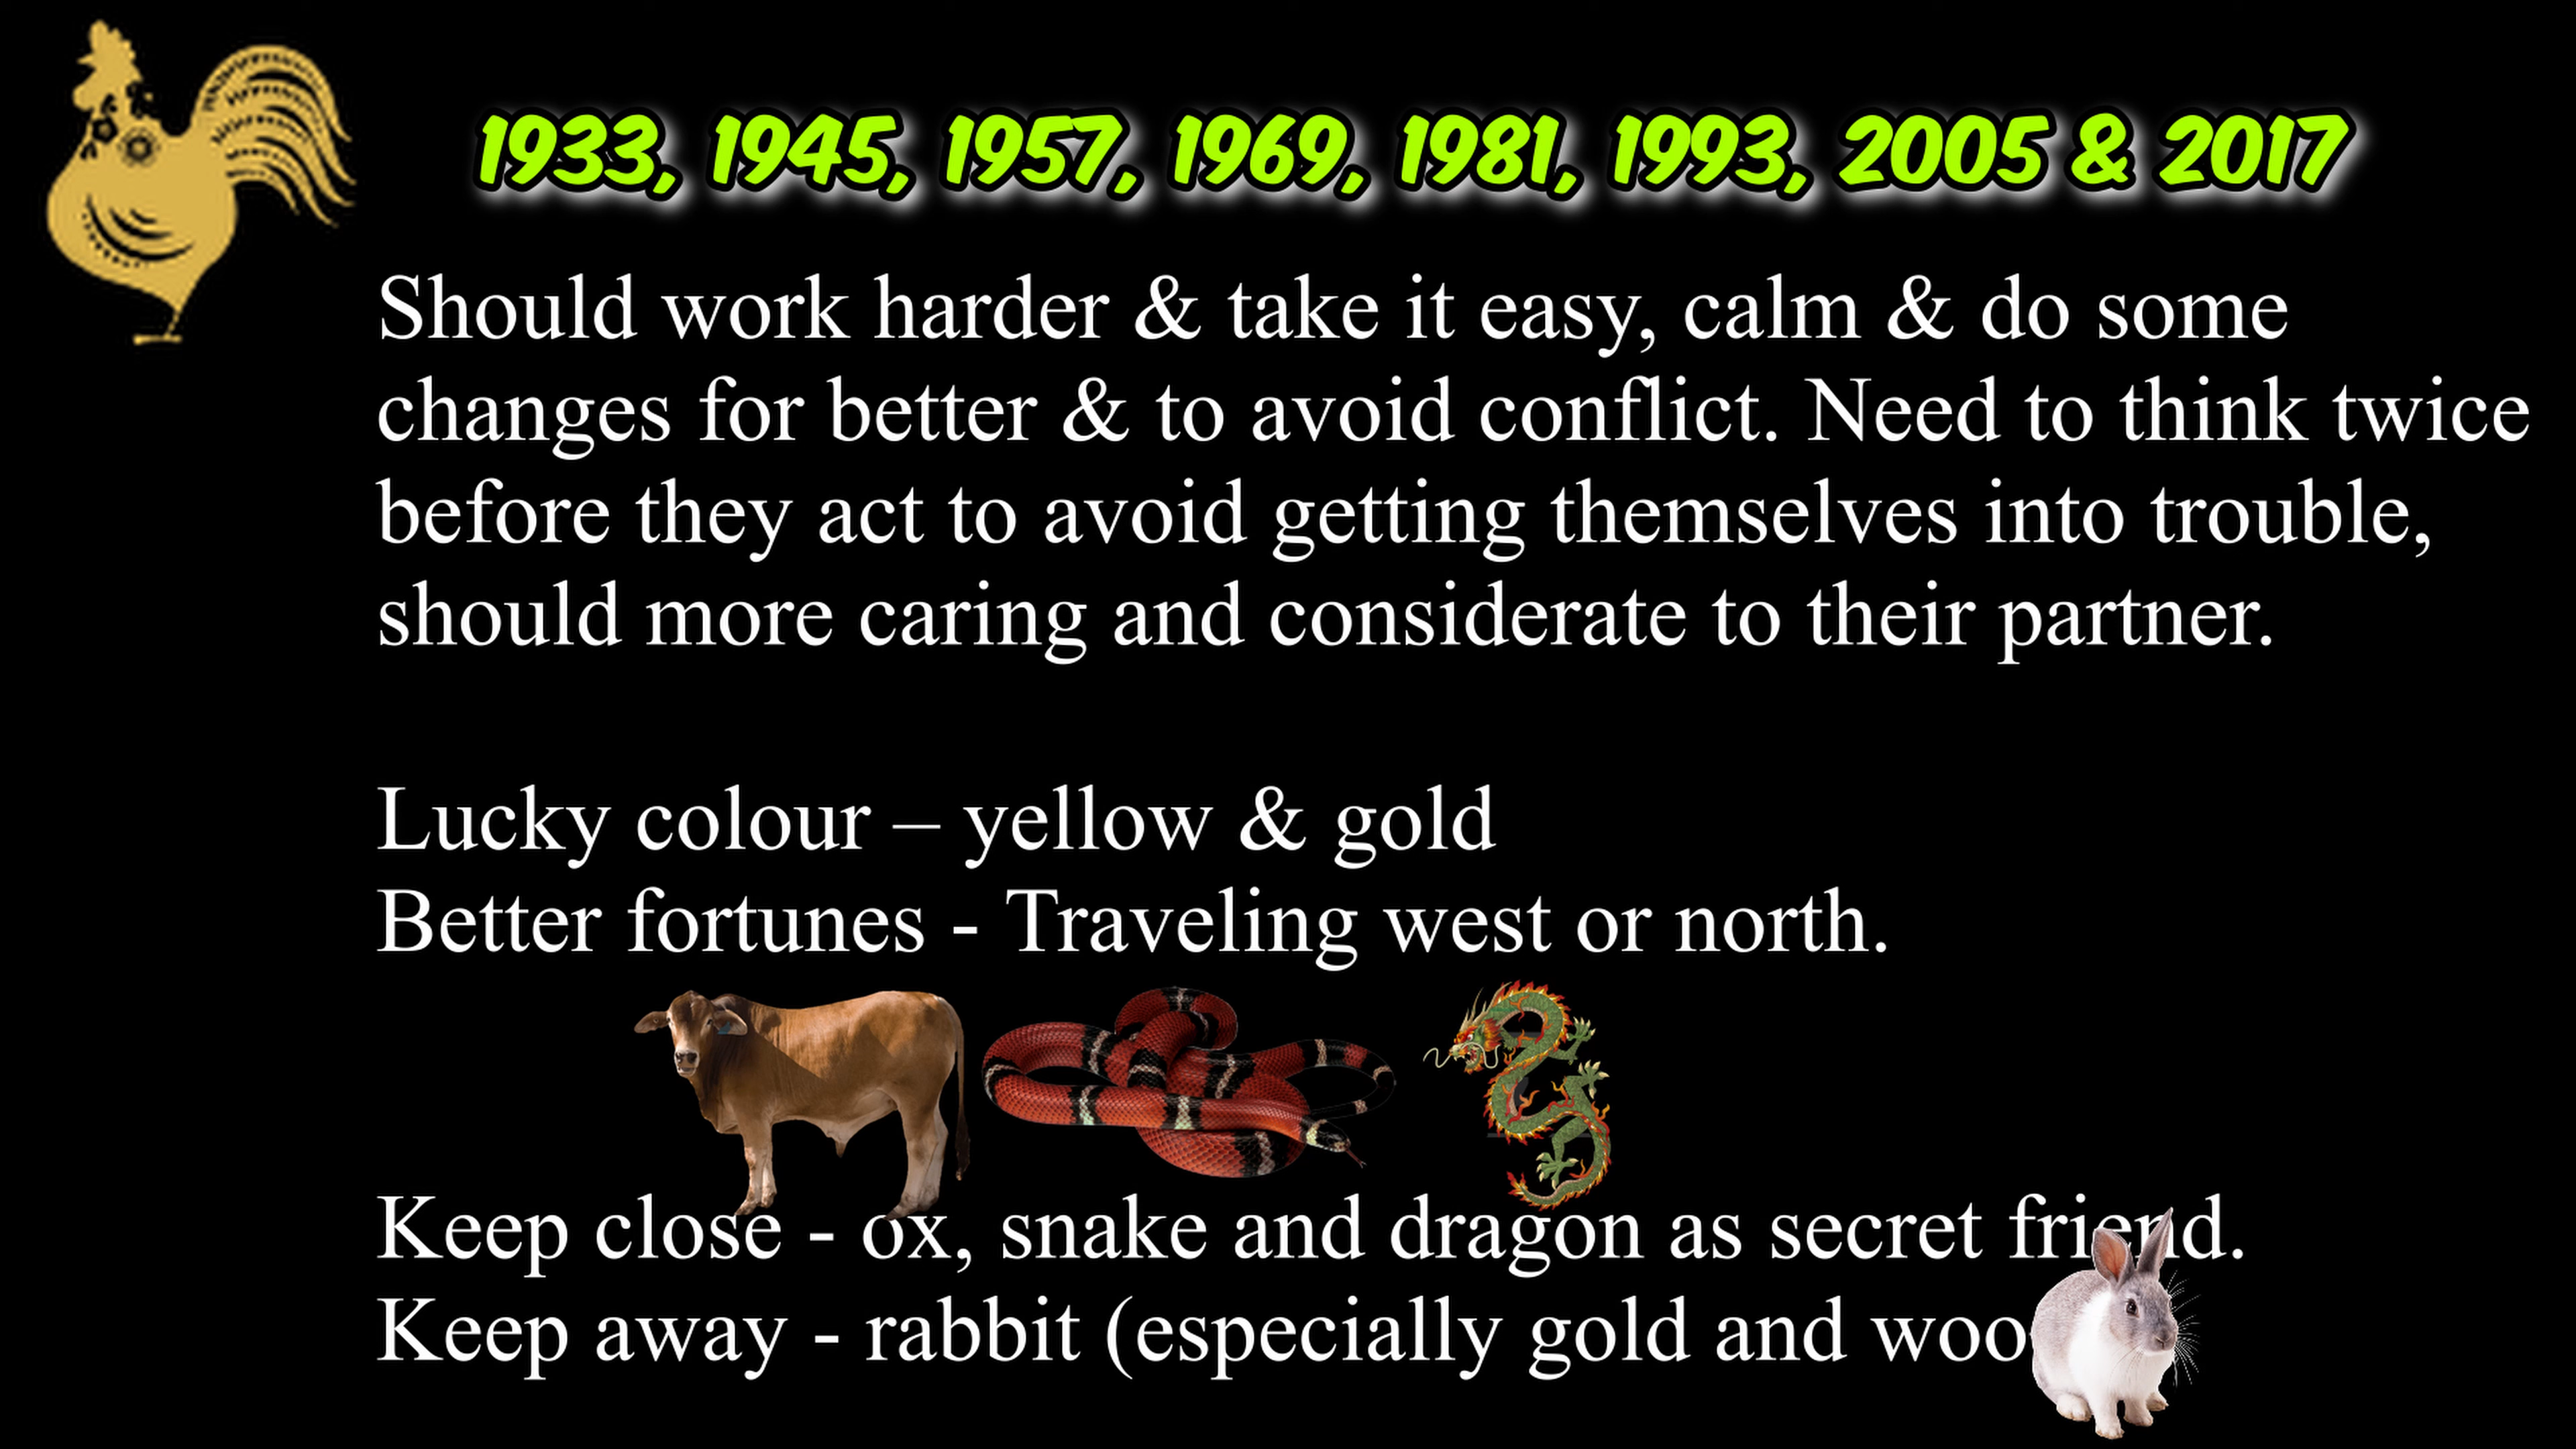 1933, 1945, 1957, 1969, 1981, 1993, 2005 & 2017
Should work harder & take it easy, calm & do some
changes for better & to avoid conflict. Need to think twice
before they act to avoid getting themselves into trouble,
should more caring and considerate to their partner.
Lucky colour – yellow & gold
Better fortunes - Traveling west or north.
Keep close - ox, snake and dragon as secret friend.
Keep away - rabbit (especially gold and